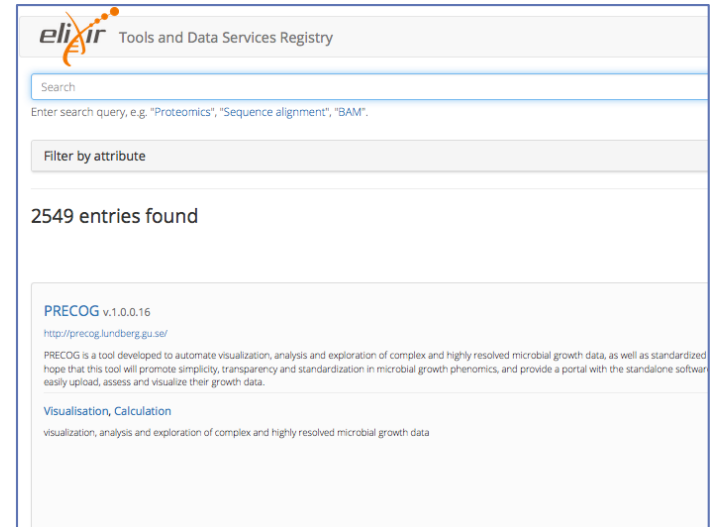 elixir Tools and Data Services Registry
Search
Enter search query, e.g. "Proteomics", "Sequence alignment", "BAM".
Filter by attribute
2549 entries found
PRECOG v.1.0.0.16
http://precog.lundberg.gu.se/
PRECOG is a tool developed to automate visualization, analysis and exploration of complex and highly resolved microbial growth data, as well as standardized
hope that this tool will promote simplicity, transparency and standardization in microbial growth phenomics, and provide a portal with the standalone softwar
easily upload, assess and visualize their growth data.
Visualisation, Calculation
visualization, analysis and exploration of complex and highly resolved microbial growth data